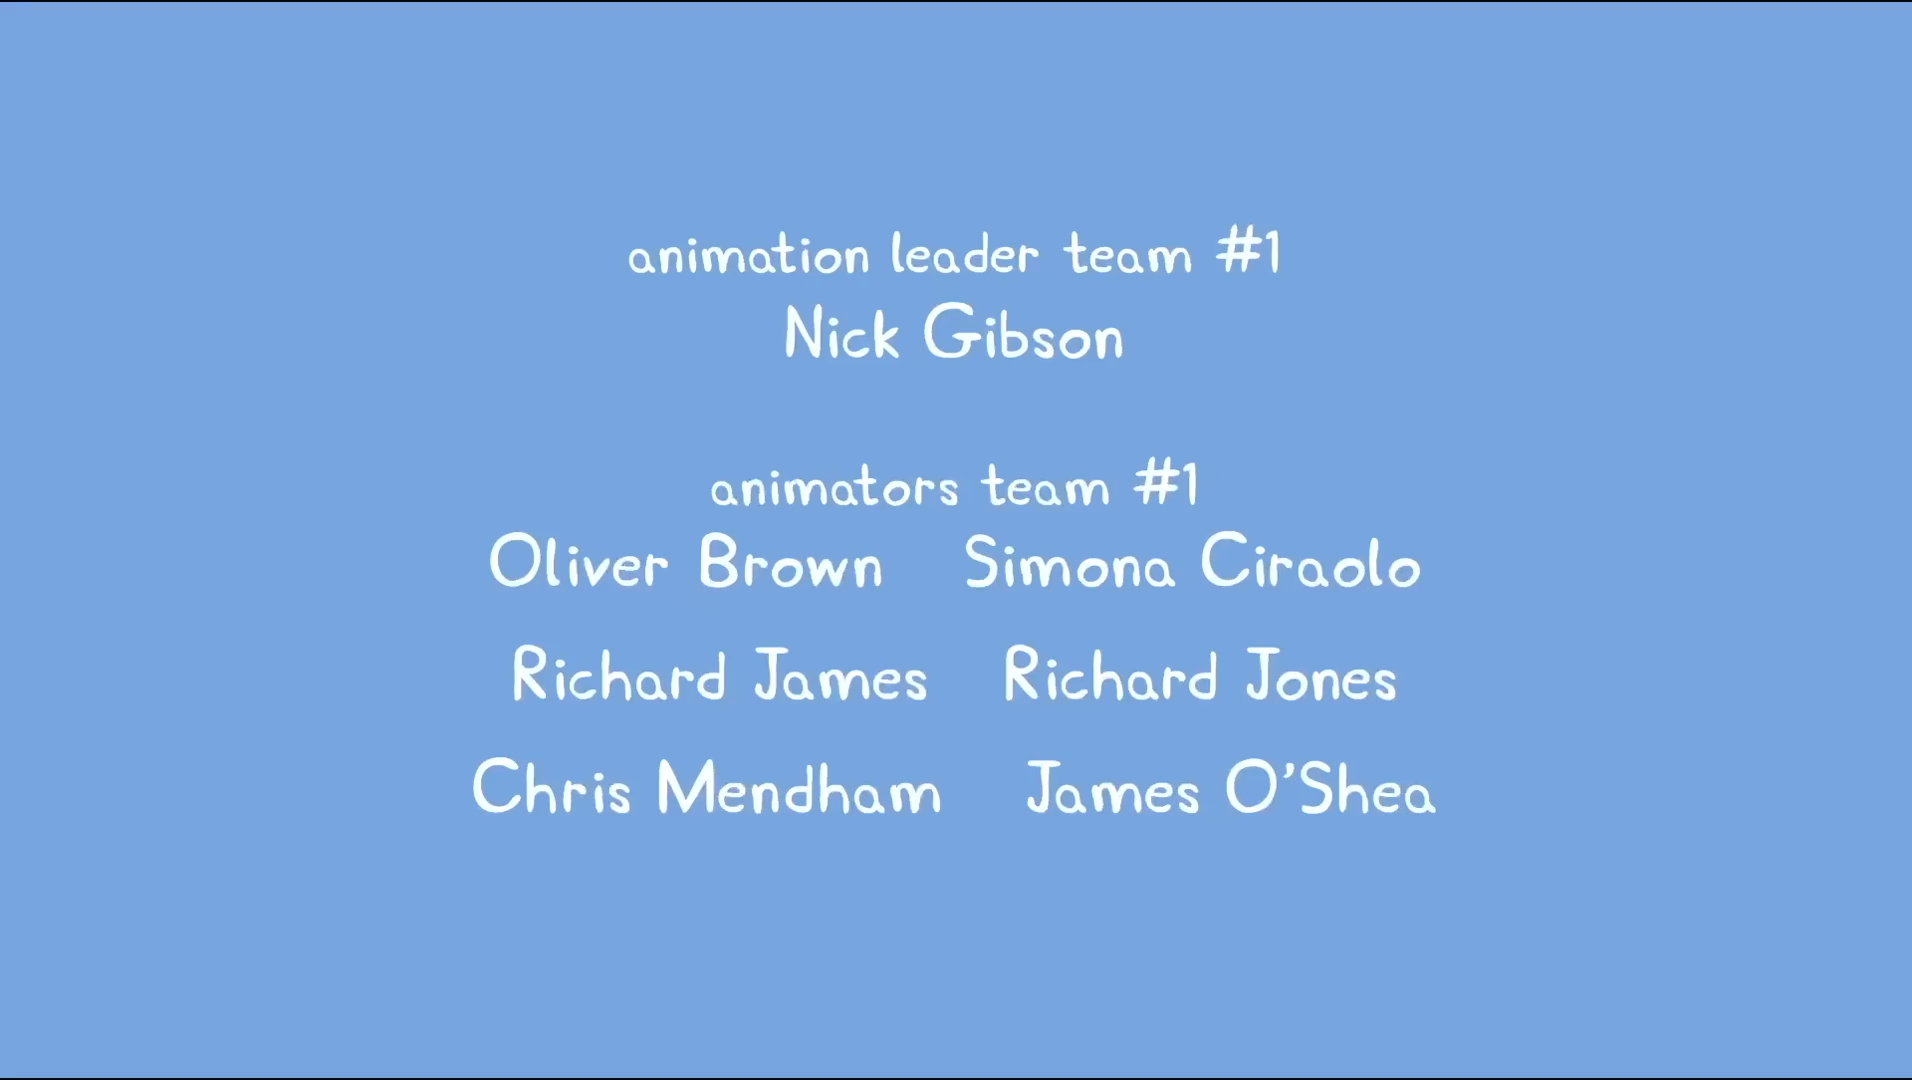 animation leader team #1
Nick Gibson
animators team #1
Oliver Brown Simona Ciraolo
Richard James Richard Jones
Chris Mendham James O'Shea